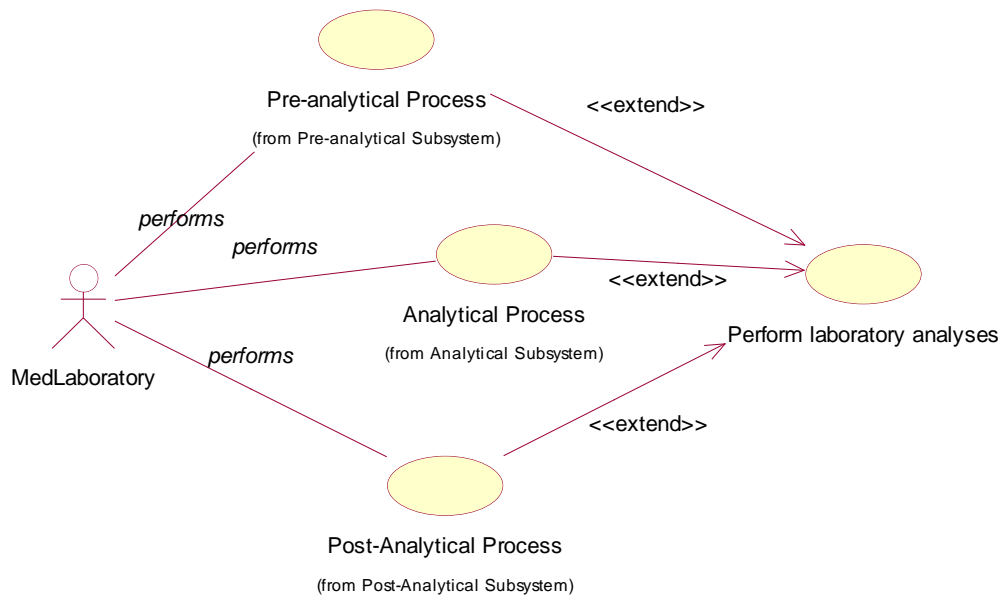 Pre-analytical Process
(from Pre-analytical Subsystem)
<<extend>>
performs
performs
Analytical Process
(from Analytical Subsystem)
<<extend>>
Perform laboratory analyses
MedLaboratory
performs
<<extend>>
Post-Analytical Process
(from Post-Analytical Subsystem)